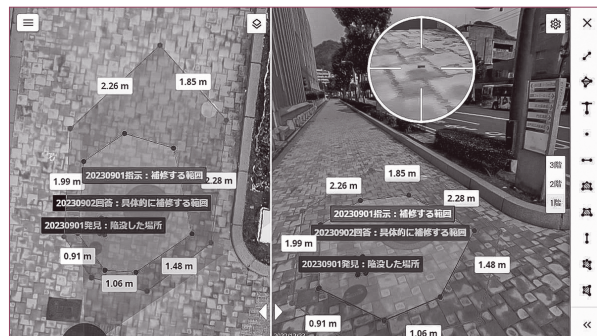 2.26 m
1.85 m
1.99 m
2.28 m
20230901指示：補修する範囲
20230902回答：具体的に補修する範囲
20230901発見：陥没した場所
0.91 m
1.48 m
1.06 m
1.85 m
2.26 m
2.28 m
20230901指示：補修する範囲
20230902回答：具体的に補修する範囲
1.99 m
20230901発見：陥没した場所
1.48 m
0.91 m
1.06 m
3階
2階
1階